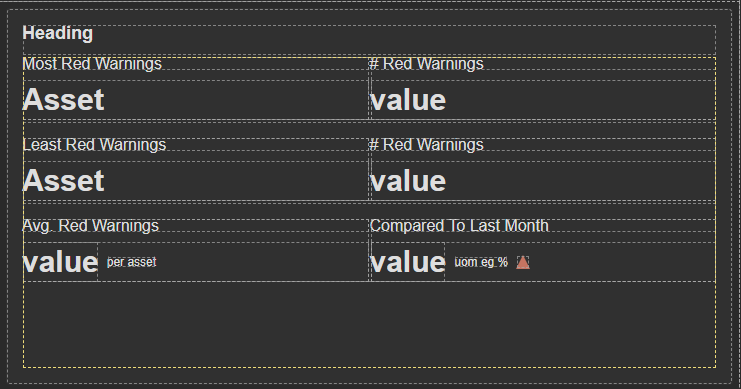 Heading
Most Red Warnings # Red Warnings
Asset value
Least Red Warnings # Red Warnings
Asset value
Avg. Red Warnings Compared To Last Month
value per asset value uom eg %